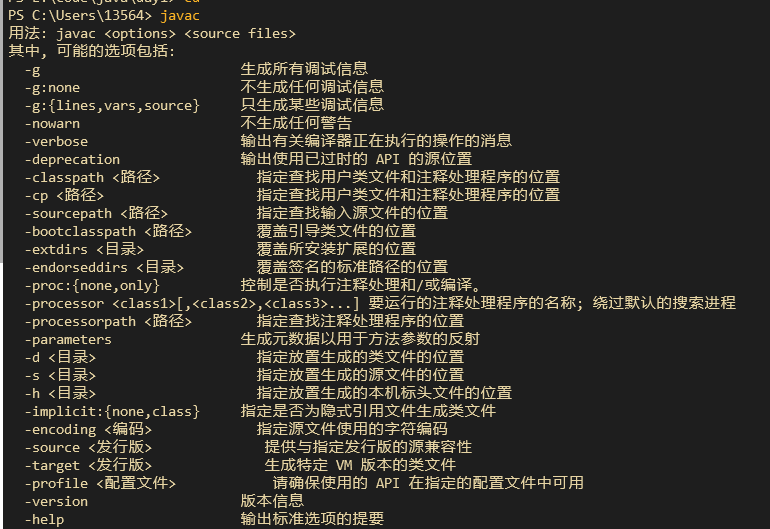 PS C:\Users\13564> javac
用法: javac <options> <source files>
其中, 可能的选项包括:
  -g                         生成所有调试信息
  -g:none                    不生成任何调试信息
  -g:{lines,vars,source}     只生成某些调试信息
  -nowarn                    不生成任何警告
  -verbose                   输出有关编译器正在执行的操作的消息
  -deprecation               输出使用已过时的 API 的源位置
  -classpath <路径>            指定查找用户类文件和注释处理程序的位置
  -cp <路径>                   指定查找用户类文件和注释处理程序的位置
  -sourcepath <路径>           指定查找输入源文件的位置
  -bootclasspath <路径>        覆盖引导类文件的位置
  -extdirs <目录>              覆盖所安装扩展的位置
  -endorseddirs <目录>         覆盖签名的标准路径的位置
  -proc:{none,only}          控制是否执行注释处理和/或编译。
  -processor <class1>[,<class2>,<class3>...] 要运行的注释处理程序的名称; 绕过默认的搜索进程
  -processorpath <路径>        指定查找注释处理程序的位置
  -parameters                生成元数据以用于方法参数的反射
  -d <目录>                    指定放置生成的类文件的位置
  -s <目录>                    指定放置生成的源文件的位置
  -h <目录>                    指定放置生成的本机标头文件的位置
  -implicit:{none,class}     指定是否为隐式引用文件生成类文件
  -encoding <编码>             指定源文件使用的字符编码
  -source <发行版>              提供与指定发行版的源兼容性
  -target <发行版>              生成特定 VM 版本的类文件
  -profile <配置文件>            请确保使用的 API 在指定的配置文件中可用
  -version                   版本信息
  -help                      输出标准选项的提要